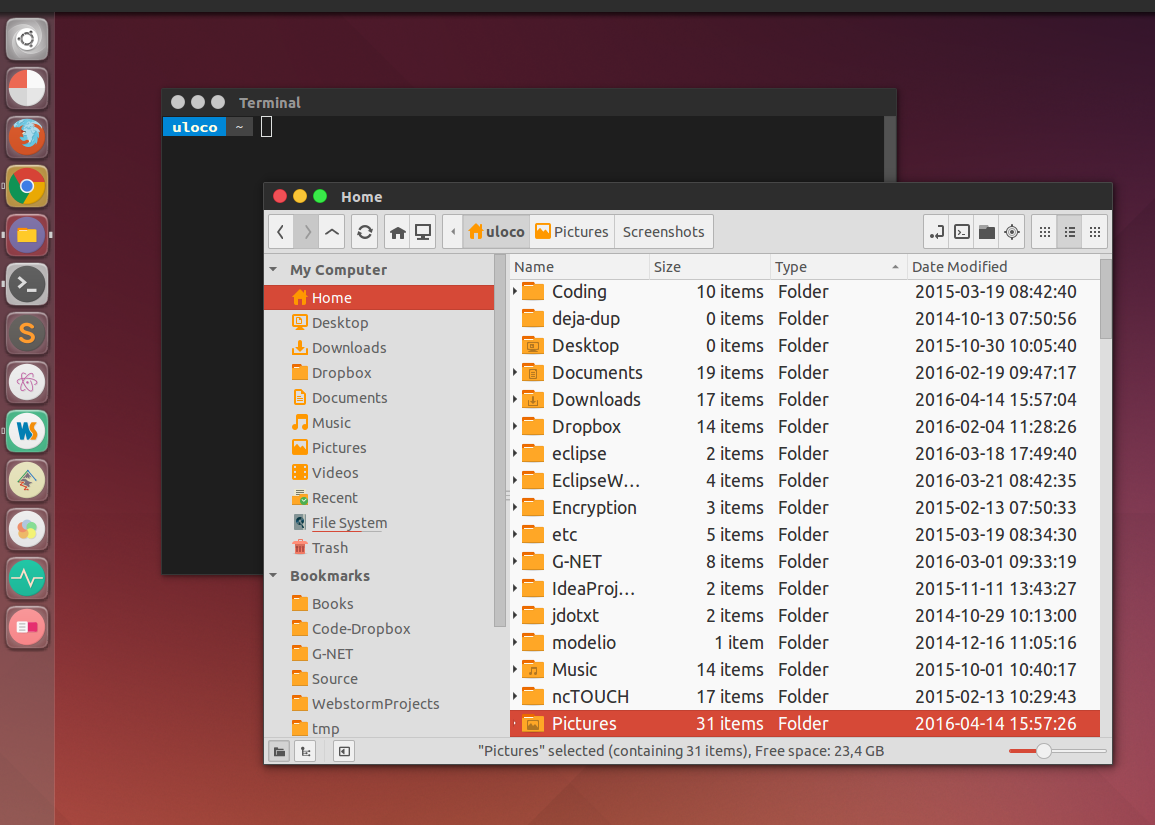 Terminal
uloco ~
Home
uloco Pictures Screenshots
My Computer
Home
Desktop
Downloads
Dropbox
Documents
Music
Pictures
Videos
Recent
File System
Trash
Bookmarks
Books
Code-Dropbox
G-NET
Source
WebstormProjects
tmp
Name Size Type Date Modified
Coding 10 items Folder 2015-03-19 08:42:40
deja-dup 0 items Folder 2014-10-13 07:50:56
Desktop 0 items Folder 2015-10-30 10:05:40
Documents 19 items Folder 2016-02-19 09:47:17
Downloads 17 items Folder 2016-04-14 15:57:04
Dropbox 14 items Folder 2016-02-04 11:28:26
eclipse 2 items Folder 2016-03-18 17:49:40
EclipseW... 4 items Folder 2016-03-21 08:42:35
Encryption 3 items Folder 2015-02-13 07:50:33
etc 5 items Folder 2015-09-19 08:34:30
G-NET 8 items Folder 2016-03-01 09:33:19
IdeaProj... 2 items Folder 2015-11-11 13:43:27
jdotxt 2 items Folder 2014-10-29 10:13:00
modelio 1 item Folder 2014-12-16 11:05:16
Music 14 items Folder 2015-10-01 10:40:17
ncTOUCH 17 items Folder 2015-02-13 10:29:43
Pictures 31 items Folder 2016-04-14 15:57:26
"Pictures" selected (containing 31 items), Free space: 23,4 GB
S
WS